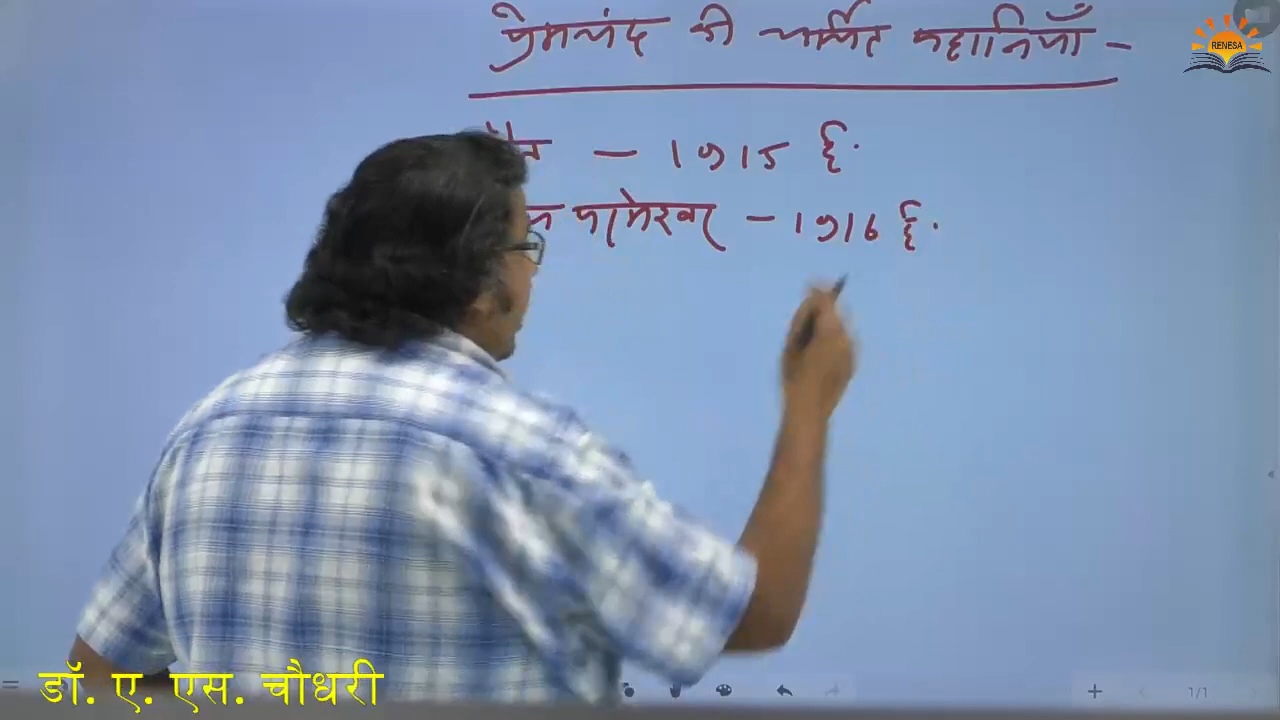 प्रेमचंद की चर्चित कहानियाँ -
RENESA
- 1915 ई.
परमेश्वर - 1916 ई.
डॉ. ए. एस. चौधरी
1/1